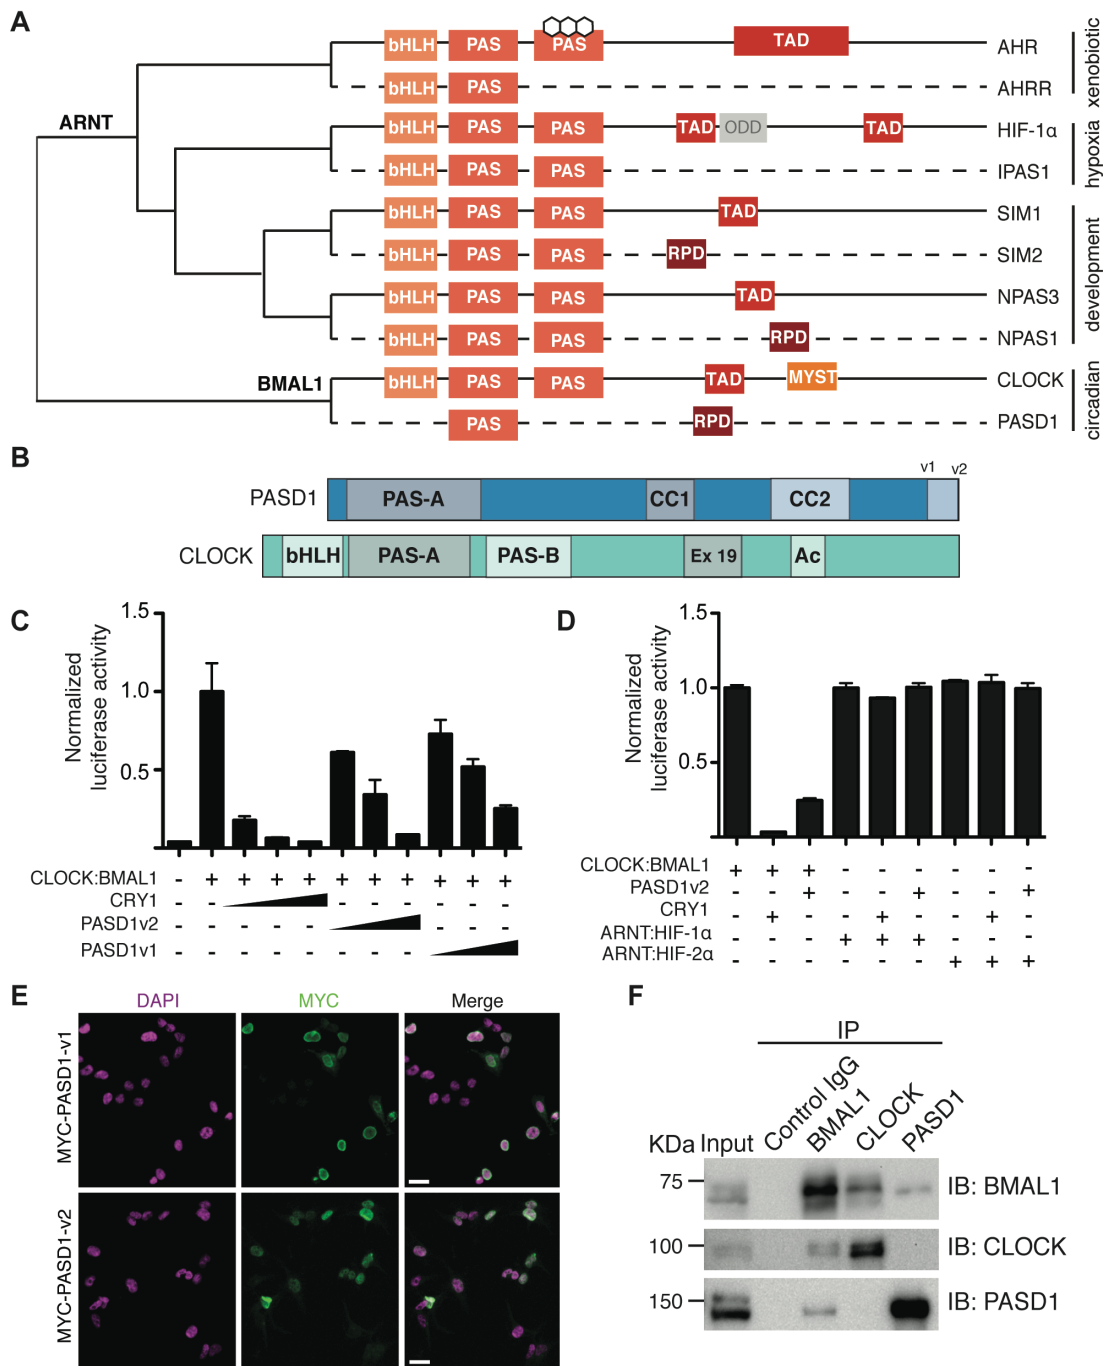 A
bHLH PAS PAS TAD AHR
bHLH PAS AHRR
ARNT
bHLH PAS PAS TAD ODD TAD HIF-1α
bHLH PAS PAS IPAS1
bHLH PAS PAS TAD SIM1
bHLH PAS PAS RPD SIM2
bHLH PAS PAS TAD NPAS3
bHLH PAS PAS RPD NPAS1
BMAL1
bHLH PAS PAS TAD MYST CLOCK
PAS RPD PASD1
xenobiotic
hypoxia
development
circadian
B
v1 v2
PASD1 PAS-A CC1 CC2
CLOCK bHLH PAS-A PAS-B Ex 19 Ac
C
Normalized
luciferase activity
1.5
1.0
0.5
CLOCK:BMAL1 - + + + + + + + + + +
CRY1 - - - - - - - -
PASD1v2 - - - - - - - -
PASD1v1 - - - - - - - -
D
Normalized
luciferase activity
1.5
1.0
0.5
CLOCK:BMAL1 + + + - - - - - -
PASD1v2 - - + - - + - - +
CRY1 - + - - + - - + -
ARNT:HIF-1α - - - + + + - - -
ARNT:HIF-2α - - - - - - + + +
E
DAPI MYC Merge
MYC-PASD1-v1
MYC-PASD1-v2
F
IP
KDa Input Control IgG BMAL1 CLOCK PASD1
75 IB: BMAL1
100 IB: CLOCK
150 IB: PASD1